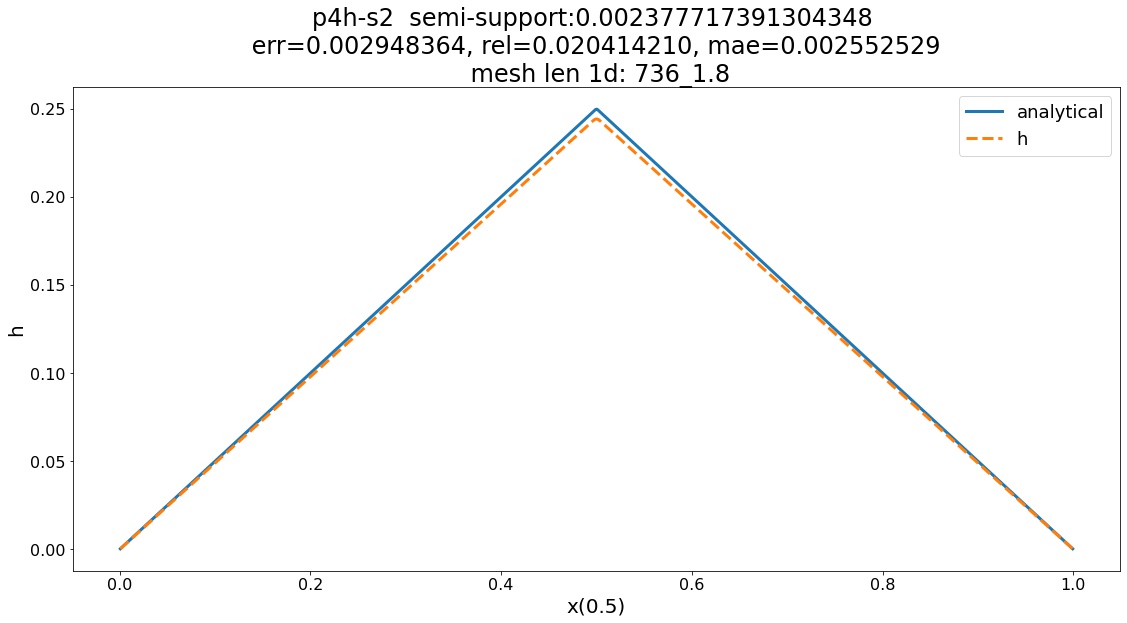 p4h-s2  semi-support:0.002377717391304348
err=0.002948364, rel=0.020414210, mae=0.002552529
mesh len 1d: 736_1.8
analytical
h
0.25
0.20
0.15
0.10
0.05
0.00
h
0.0
0.2
0.4
0.6
0.8
1.0
x(0.5)